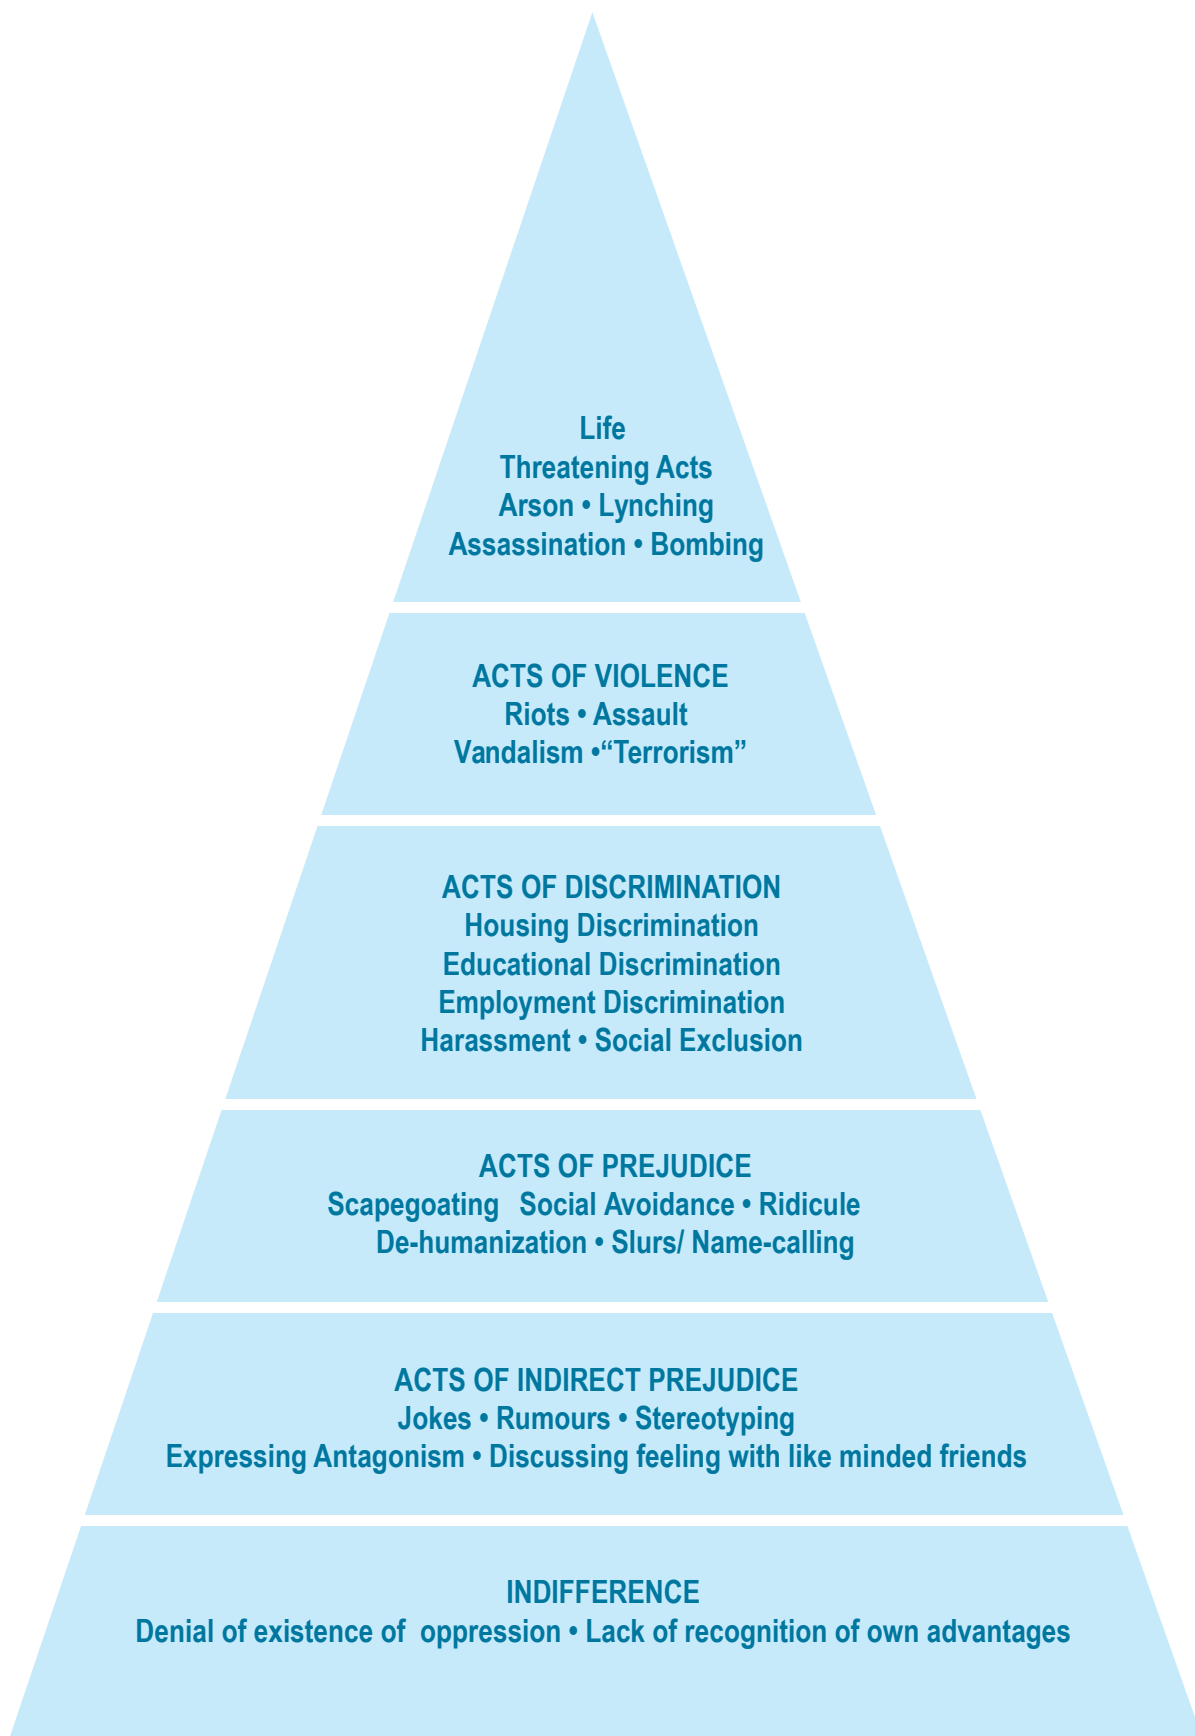 Life
Threatening Acts
Arson • Lynching
Assassination • Bombing
ACTS OF VIOLENCE
Riots • Assault
Vandalism •“Terrorism”
ACTS OF DISCRIMINATION
Housing Discrimination
Educational Discrimination
Employment Discrimination
Harassment • Social Exclusion
ACTS OF PREJUDICE
Scapegoating   Social Avoidance • Ridicule
De-humanization • Slurs/ Name-calling
ACTS OF INDIRECT PREJUDICE
Jokes • Rumours • Stereotyping
Expressing Antagonism • Discussing feeling with like minded friends
INDIFFERENCE
Denial of existence of  oppression • Lack of recognition of own advantages